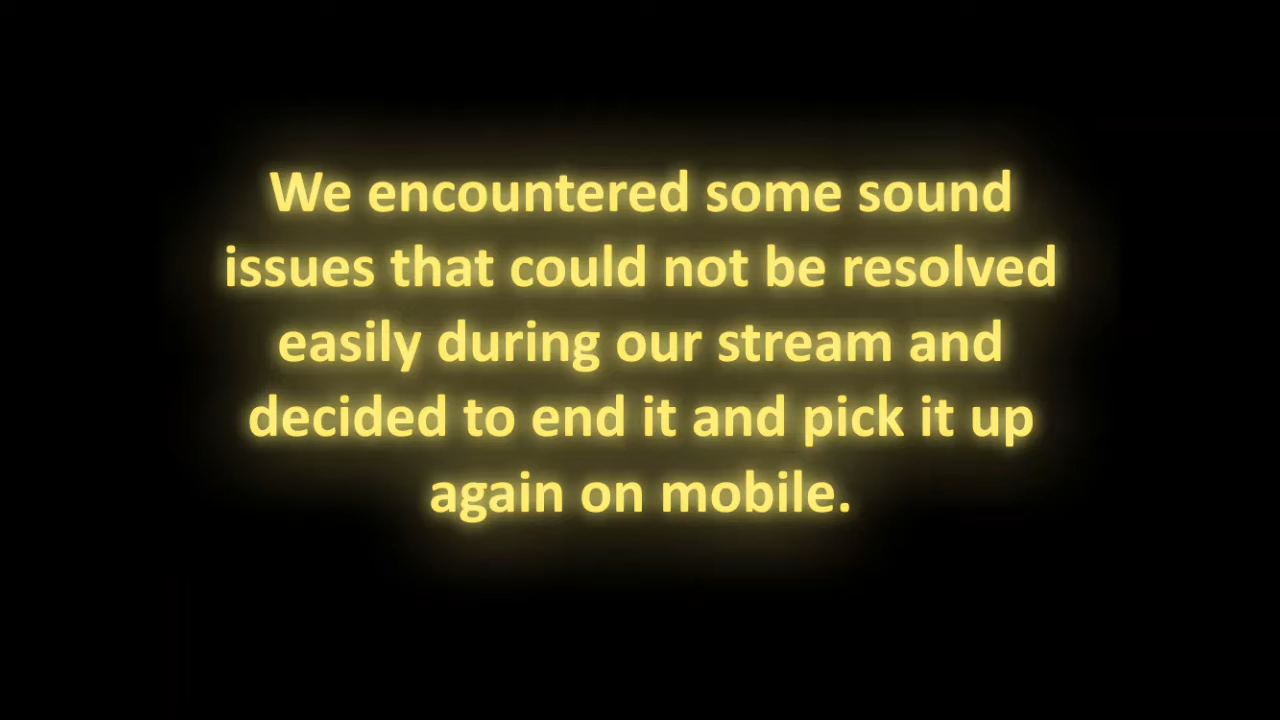 We encountered some sound
issues that could not be resolved
easily during our stream and
decided to end it and pick it up
again on mobile.